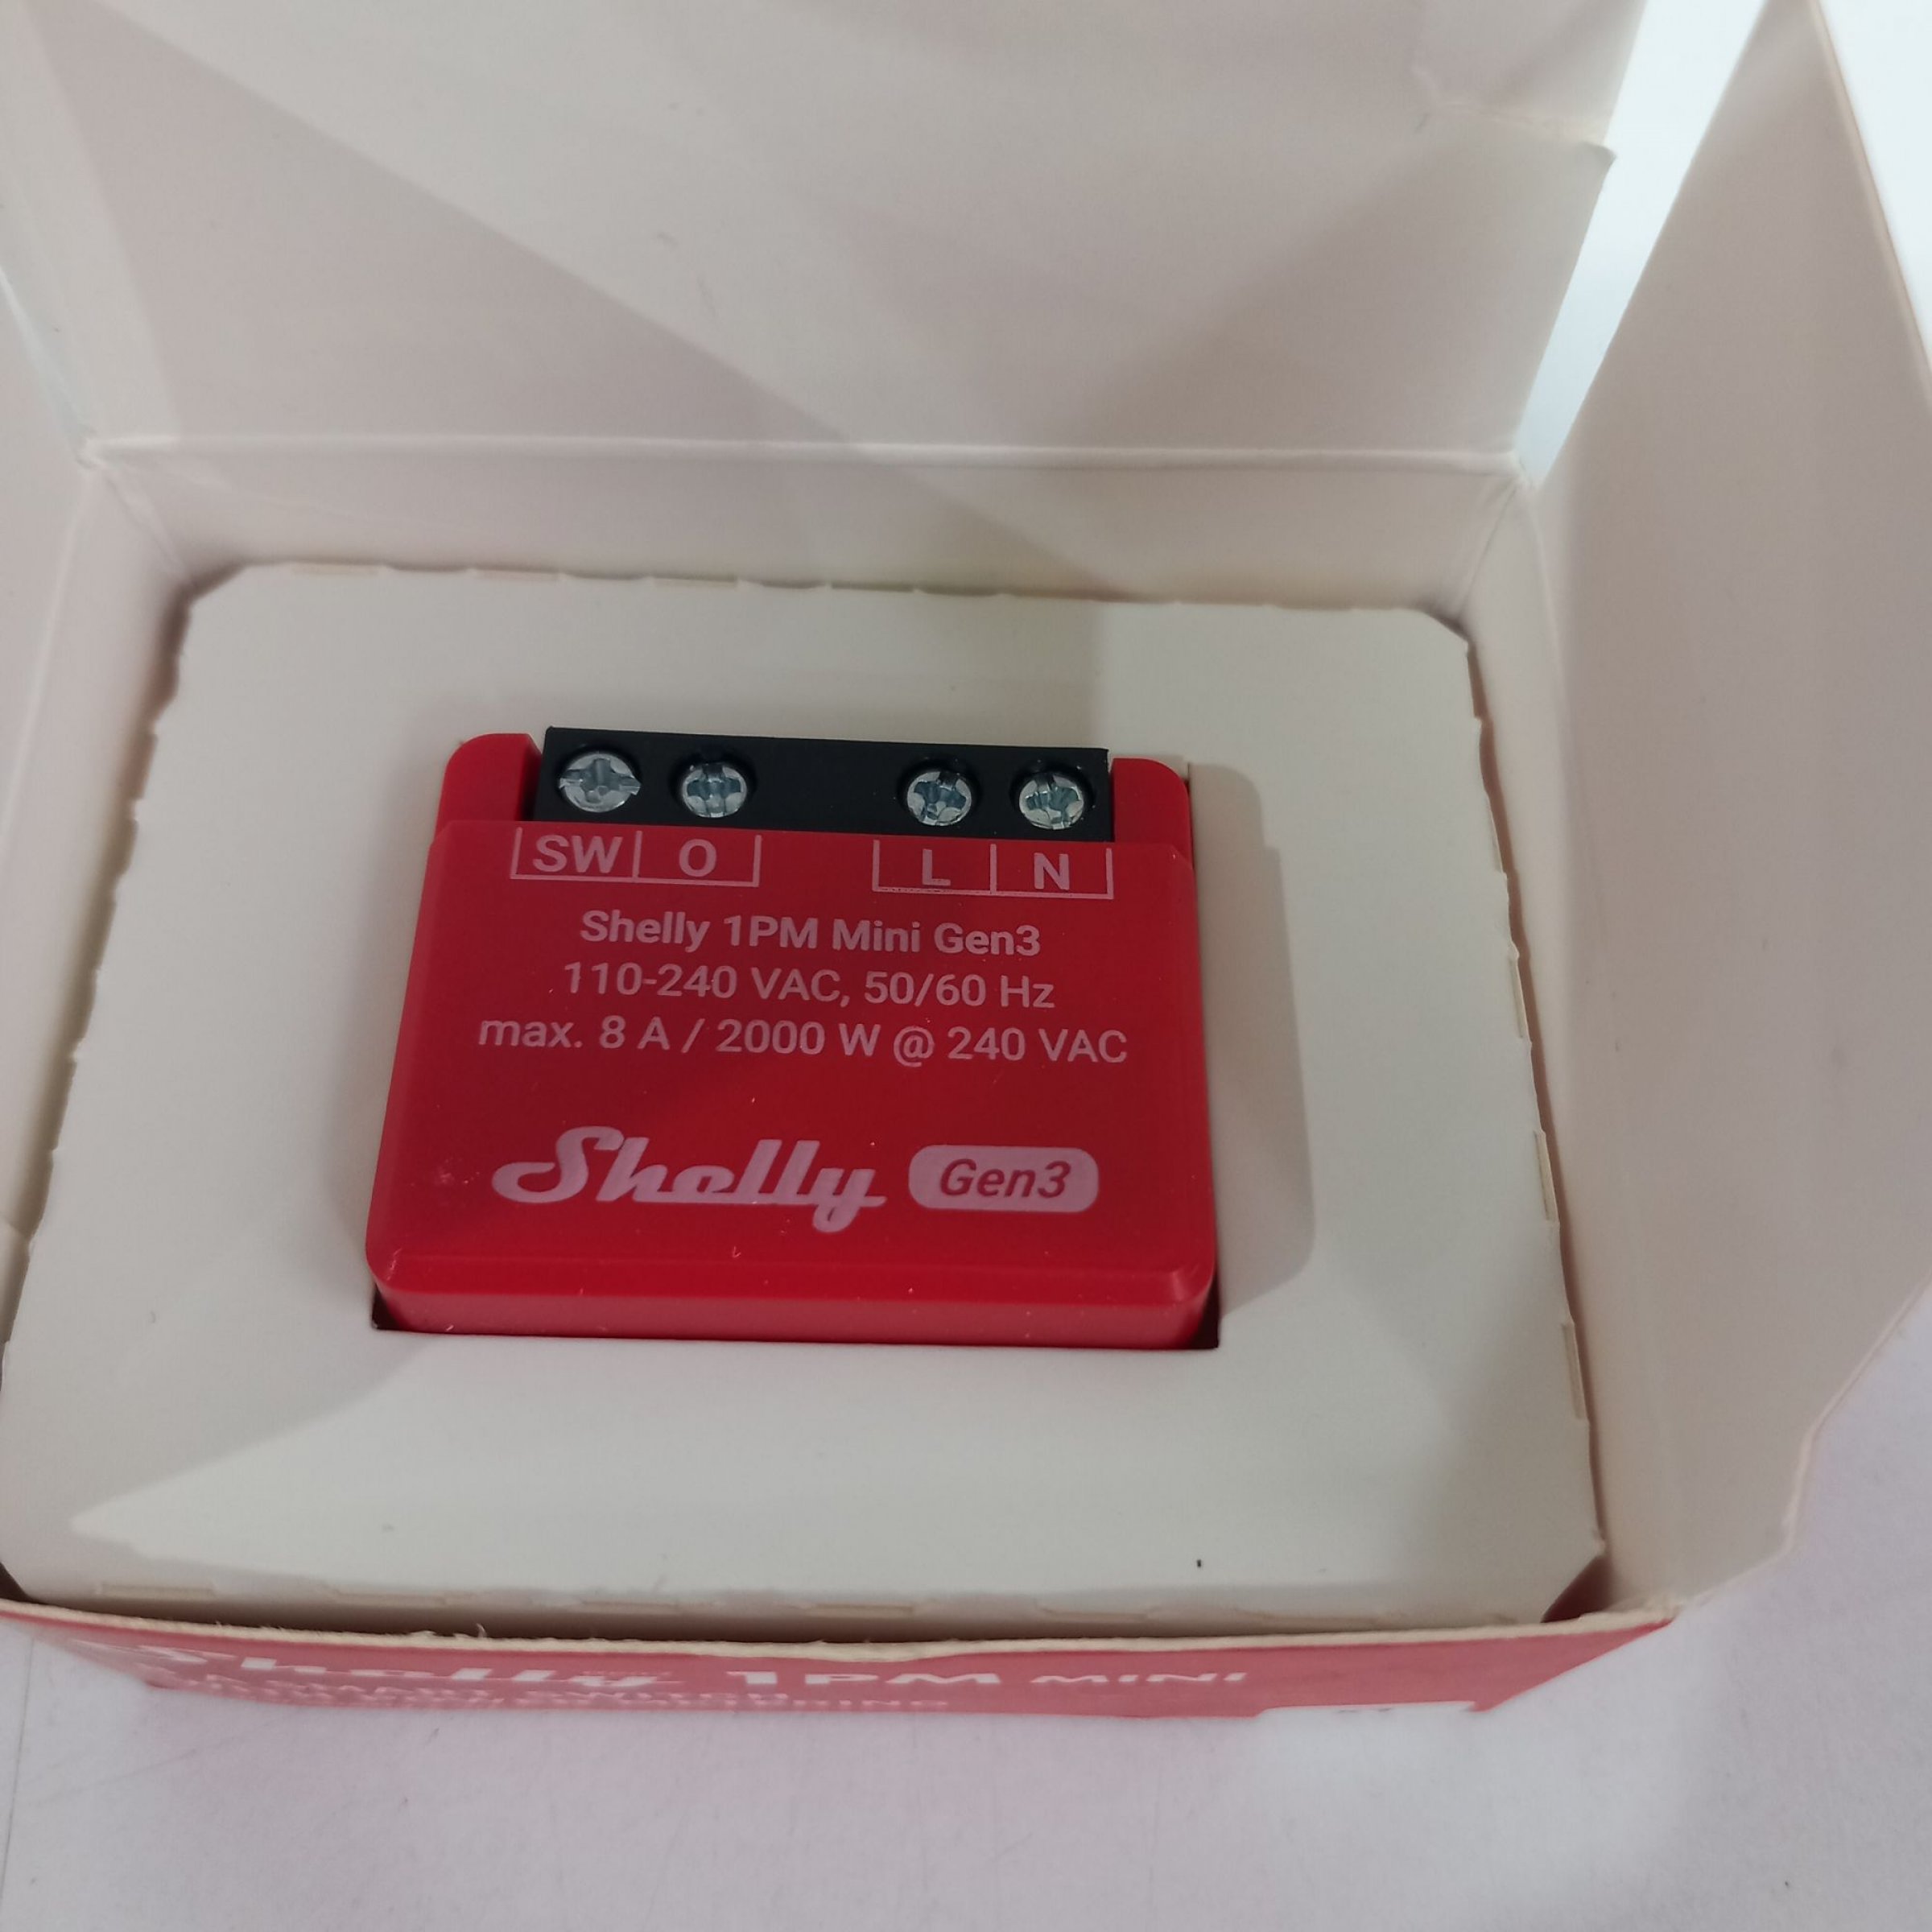 SW O L N
Shelly 1PM Mini Gen3
110-240 VAC, 50/60 Hz
max. 8 A / 2000 W @ 240 VAC
Shelly Gen3
Shelly 1PM MINI